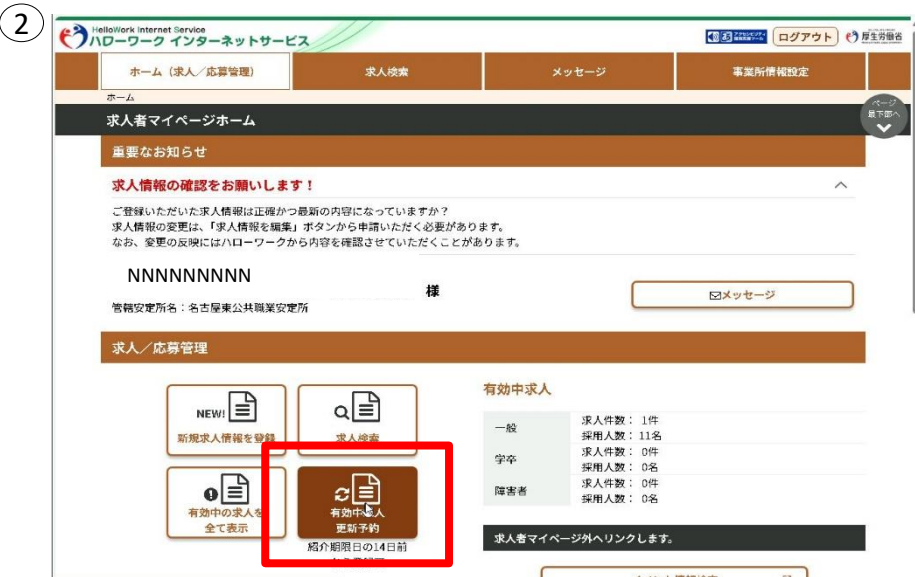 ②
HelloWork Internet Service
ハローワーク インターネットサービス
ログアウト
厚生労働省
ホーム（求人／応募管理）
求人検索
メッセージ
事業所情報設定
ホーム
ページ
最下部へ
求人者マイページホーム
重要なお知らせ
求人情報の確認をお願いします！
ご登録いただいた求人情報は正確かつ最新の内容になっていますか？
求人情報の変更は、「求人情報を編集」ボタンから申請いただく必要があります。
なお、変更の反映にはハローワークから内容を確認させていただくことがあります。
NNNNNNNNN
様
メッセージ
管轄安定所名：名古屋東公共職業安定所
求人／応募管理
NEW!
新規求人情報を登録
求人検索
有効中の求人を
全て表示
有効中求人
更新予約
紹介期限日の14日前
有効中求人
一般
求人件数： 1件
採用人数： 11名
学卒
求人件数： 0件
採用人数： 0名
障害者
求人件数： 0件
採用人数： 0名
求人者マイページ外へリンクします。